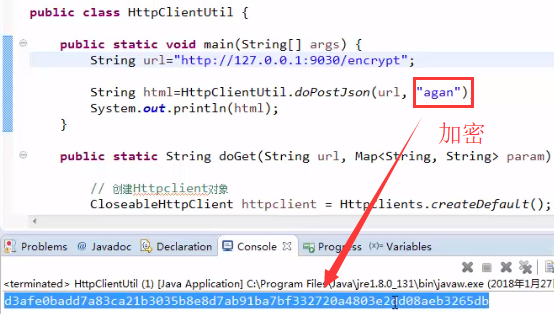 public class HttpClientUtil {
public static void main(String[] args) {
String url="http://127.0.0.1:9030/encrypt";
String html=HttpClientUtil.doPostJson(url, "agan")
System.out.println(html);
加密
}
public static String doGet(String url, Map<String, String> param)
// 创建Httpclient对象
CloseableHttpClient httpclient = HttpClients.createDefault();
Problems @ Javadoc Declaration Console Progress (x)= Variables
<terminated> HttpClientUtil (1) [Java Application] C:\Program Files\Java\jre1.8.0_131\bin\javaw.exe (2018年1月27